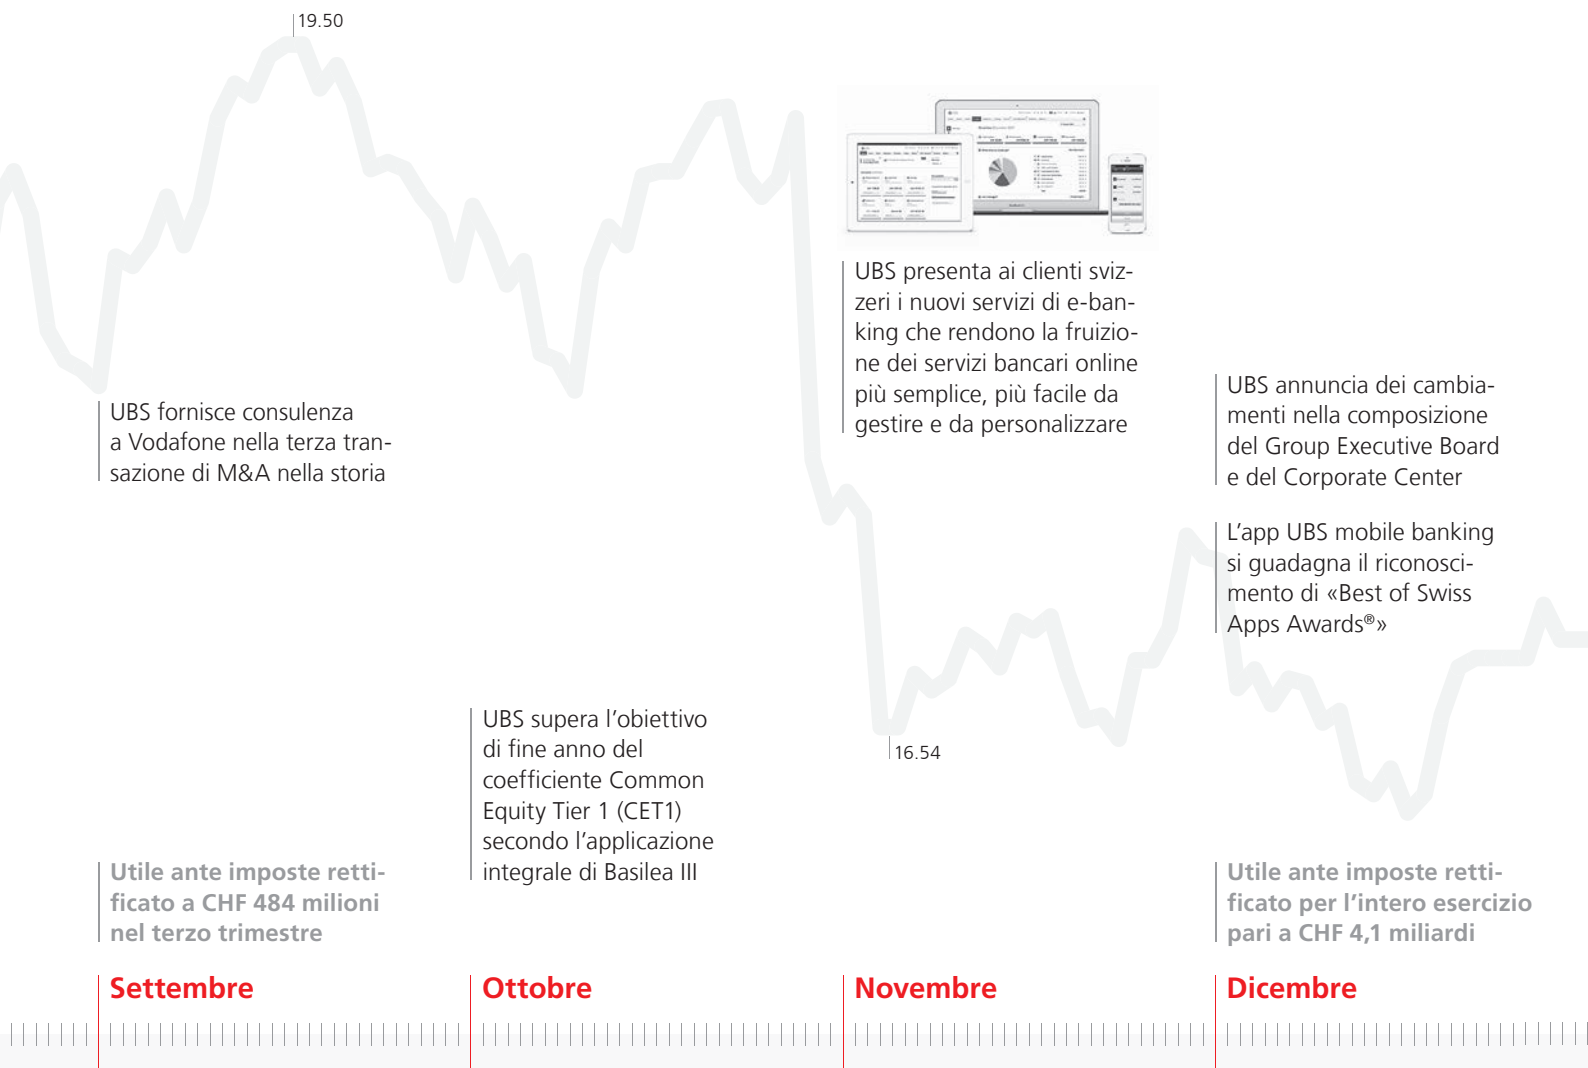 19.50
UBS presenta ai clienti sviz-
zeri i nuovi servizi di e-ban-
king che rendono la fruizio-
ne dei servizi bancari online
più semplice, più facile da
gestire e da personalizzare
UBS annuncia dei cambia-
menti nella composizione
del Group Executive Board
e del Corporate Center
UBS fornisce consulenza
a Vodafone nella terza tran-
sazione di M&A nella storia
L’app UBS mobile banking
si guadagna il riconosci-
mento di «Best of Swiss
Apps Awards®»
UBS supera l’obiettivo
di fine anno del
coefficiente Common
Equity Tier 1 (CET1)
secondo l’applicazione
integrale di Basilea III
16.54
Utile ante imposte retti-
ficato a CHF 484 milioni
nel terzo trimestre
Utile ante imposte retti-
ficato per l’intero esercizio
pari a CHF 4,1 miliardi
Settembre
Ottobre
Novembre
Dicembre